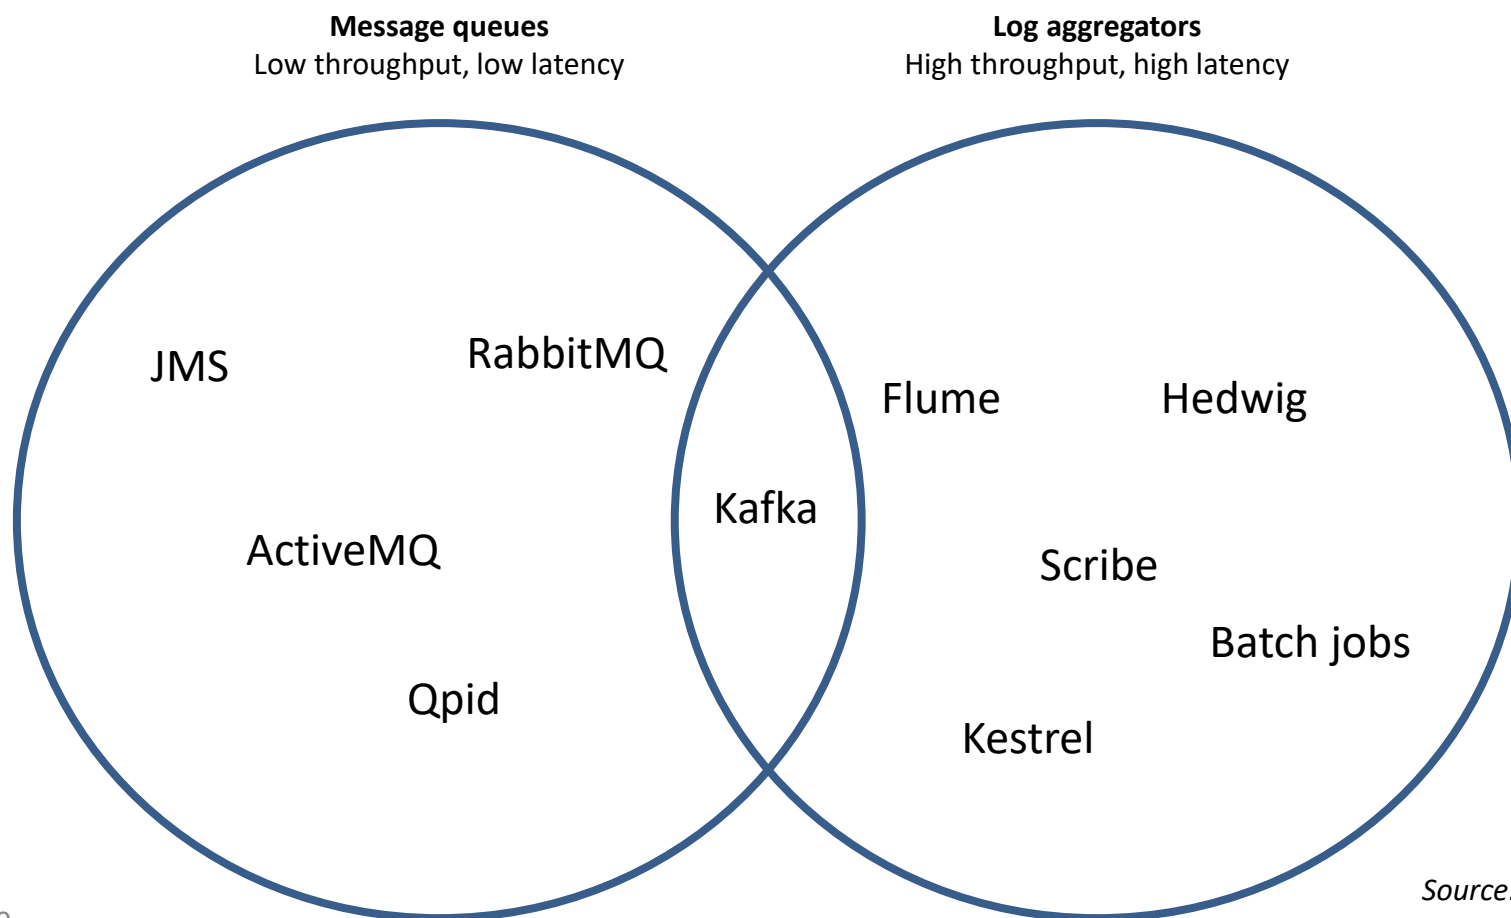 Message queues
Low throughput, low latency
Log aggregators
High throughput, high latency
JMS
RabbitMQ
Flume
Hedwig
Kafka
ActiveMQ
Scribe
Batch jobs
Qpid
Kestrel
Source: